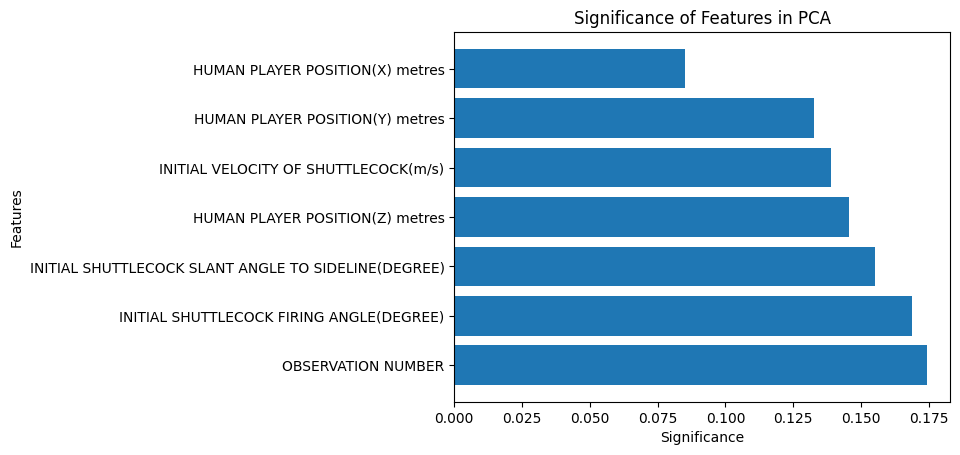 Significance of Features in PCA
HUMAN PLAYER POSITION(X) metres
HUMAN PLAYER POSITION(Y) metres
INITIAL VELOCITY OF SHUTTLECOCK(m/s)
HUMAN PLAYER POSITION(Z) metres
INITIAL SHUTTLECOCK SLANT ANGLE TO SIDELINE(DEGREE)
INITIAL SHUTTLECOCK FIRING ANGLE(DEGREE)
OBSERVATION NUMBER
Features
0.000 0.025 0.050 0.075 0.100 0.125 0.150 0.175
Significance